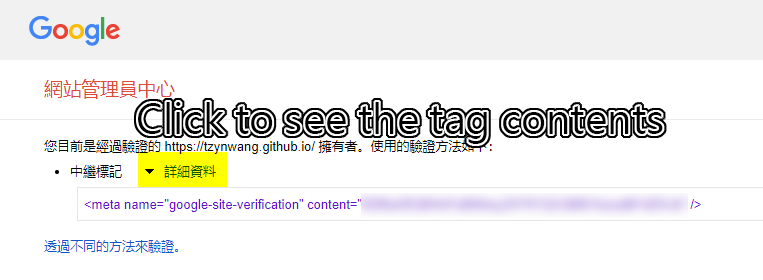 Google
網站管理員中心
Click to see the tag contents
您目前是經過驗證的 https://tzynwang.github.io/ 擁有者。使用的驗證方法如下：
中繼標記 詳細資料
<meta name="google-site-verification" content=" />
透過不同的方法來驗證。